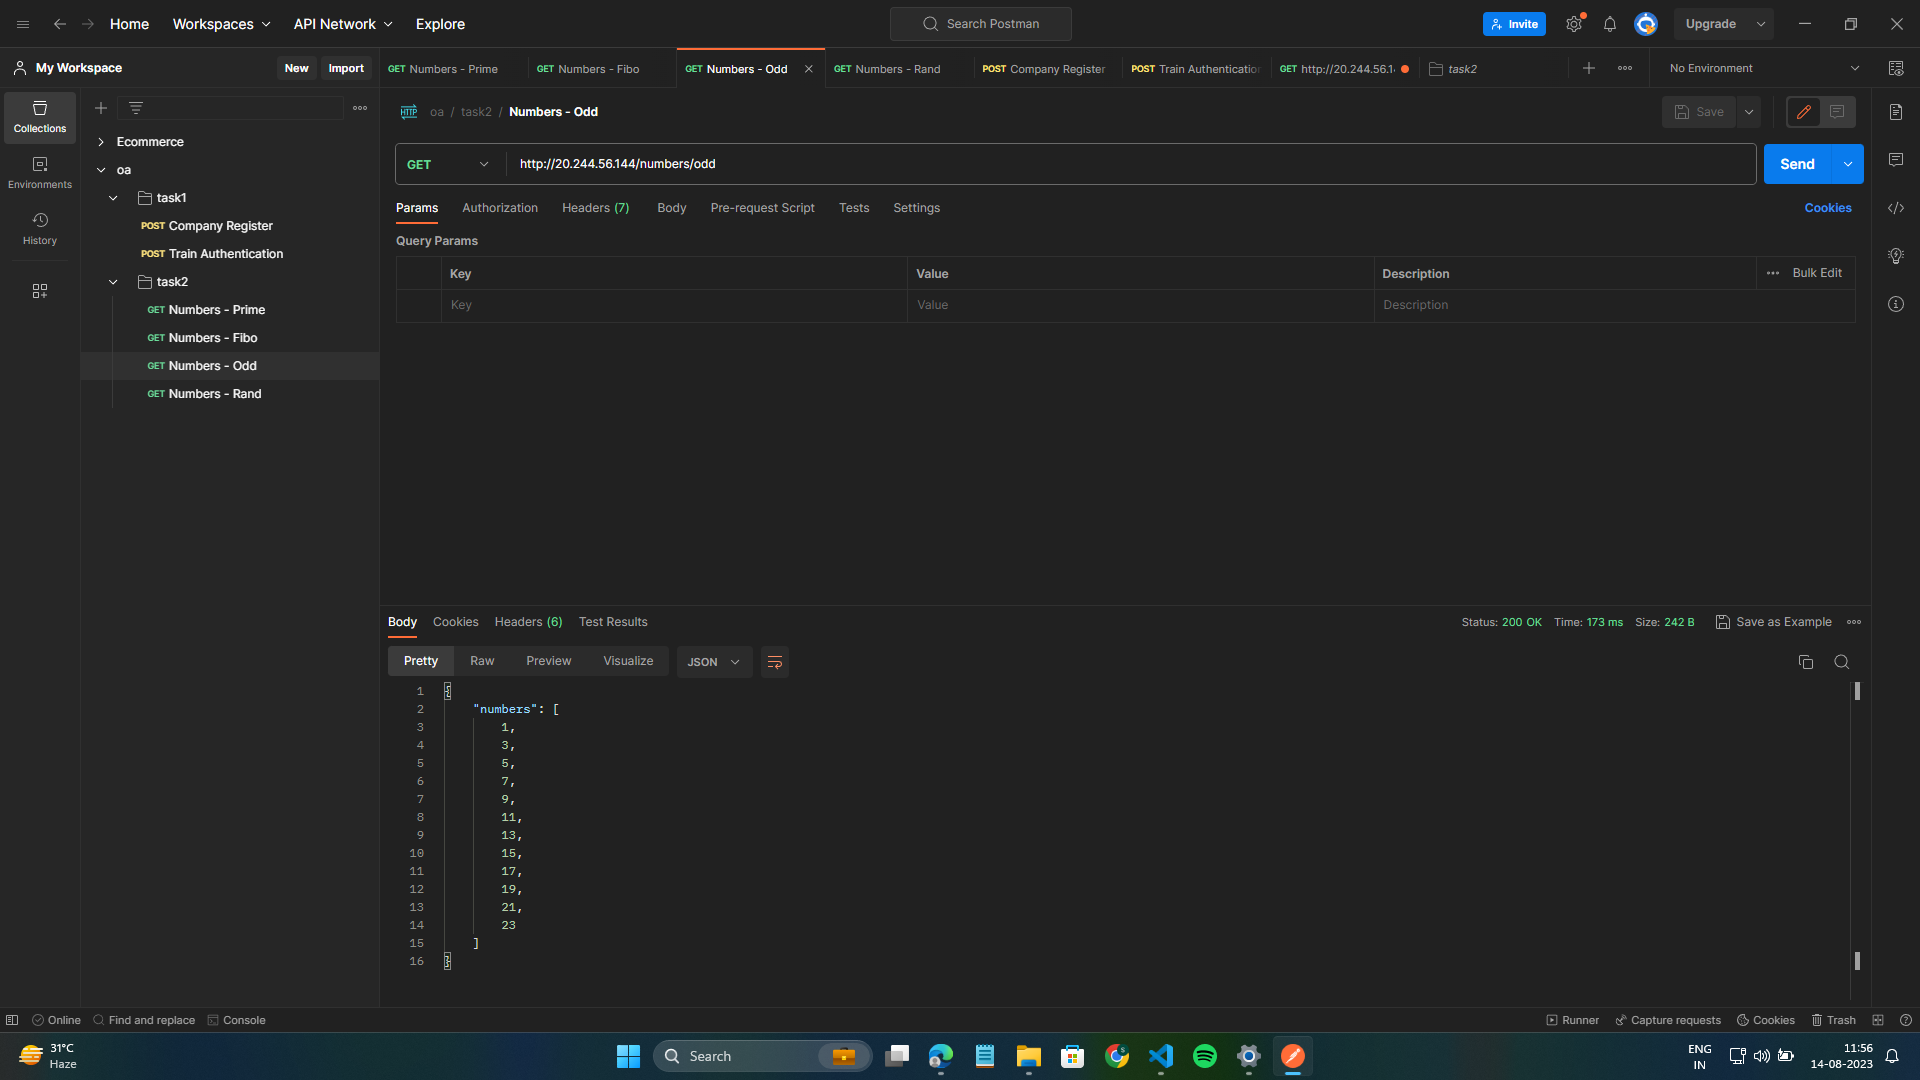 Home
Workspaces
API Network
Explore
Search Postman
Invite
Upgrade
My Workspace
New
Import
GET Numbers - Prime
GET Numbers - Fibo
GET Numbers - Odd
GET Numbers - Rand
POST Company Register
POST Train Authentication
GET http://20.244.56.1
task2
No Environment
Collections
Environments
History
Ecommerce
oa
task1
POST Company Register
POST Train Authentication
task2
GET Numbers - Prime
GET Numbers - Fibo
GET Numbers - Odd
GET Numbers - Rand
HTTP oa / task2 / Numbers - Odd
Save
GET
http://20.244.56.144/numbers/odd
Send
Params
Authorization
Headers (7)
Body
Pre-request Script
Tests
Settings
Cookies
Query Params
Key
Value
Description
Bulk Edit
Key
Value
Description
Body
Cookies
Headers (6)
Test Results
Status: 200 OK
Time: 173 ms
Size: 242 B
Save as Example
Pretty
Raw
Preview
Visualize
JSON
1 {
2 "numbers": [
3 1,
4 3,
5 5,
6 7,
7 9,
8 11,
9 13,
10 15,
11 17,
12 19,
13 21,
14 23
15 ]
16 }
Online
Find and replace
Console
Runner
Capture requests
Cookies
Trash
31°C
Haze
Search
ENG
IN
11:56
14-08-2023